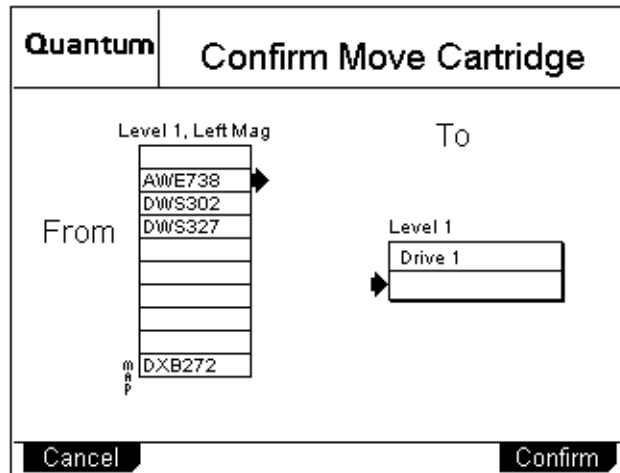 Quantum
Confirm Move Cartridge
Level 1, Left Mag
To
AWE738
DWS302
From
DWS327
Level 1
Drive 1
mAP
DXB272
Cancel
Confirm